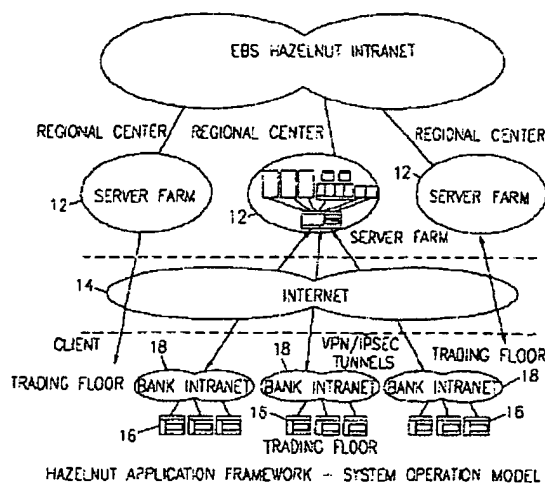 EBS HAZELNUT INTRANET
REGIONAL CENTER
REGIONAL CENTER
REGIONAL CENTER
12
SERVER FARM
12
SERVER FARM
12
SERVER FARM
14
INTERNET
CLIENT
VPN/IPSEC
TUNNELS
TRADING FLOOR
TRADING FLOOR
18
BANK INTRANET
18
BANK INTRANET
18
BANK INTRANET
16
16
16
TRADING FLOOR
HAZELNUT APPLICATION FRAMEWORK - SYSTEM OPERATION MODEL